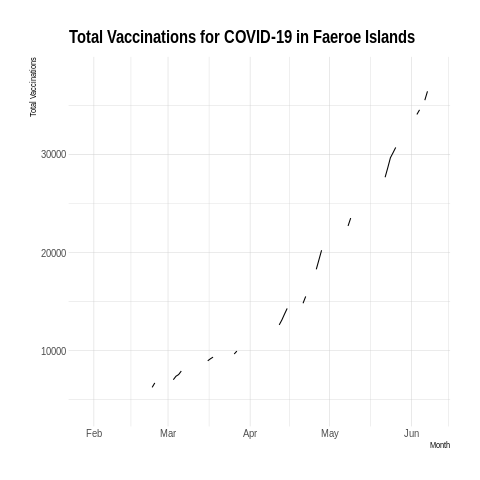 Total Vaccinations for COVID-19 in Faeroe Islands
Total Vaccinations
30000
20000
10000
Feb Mar Apr May Jun
Month